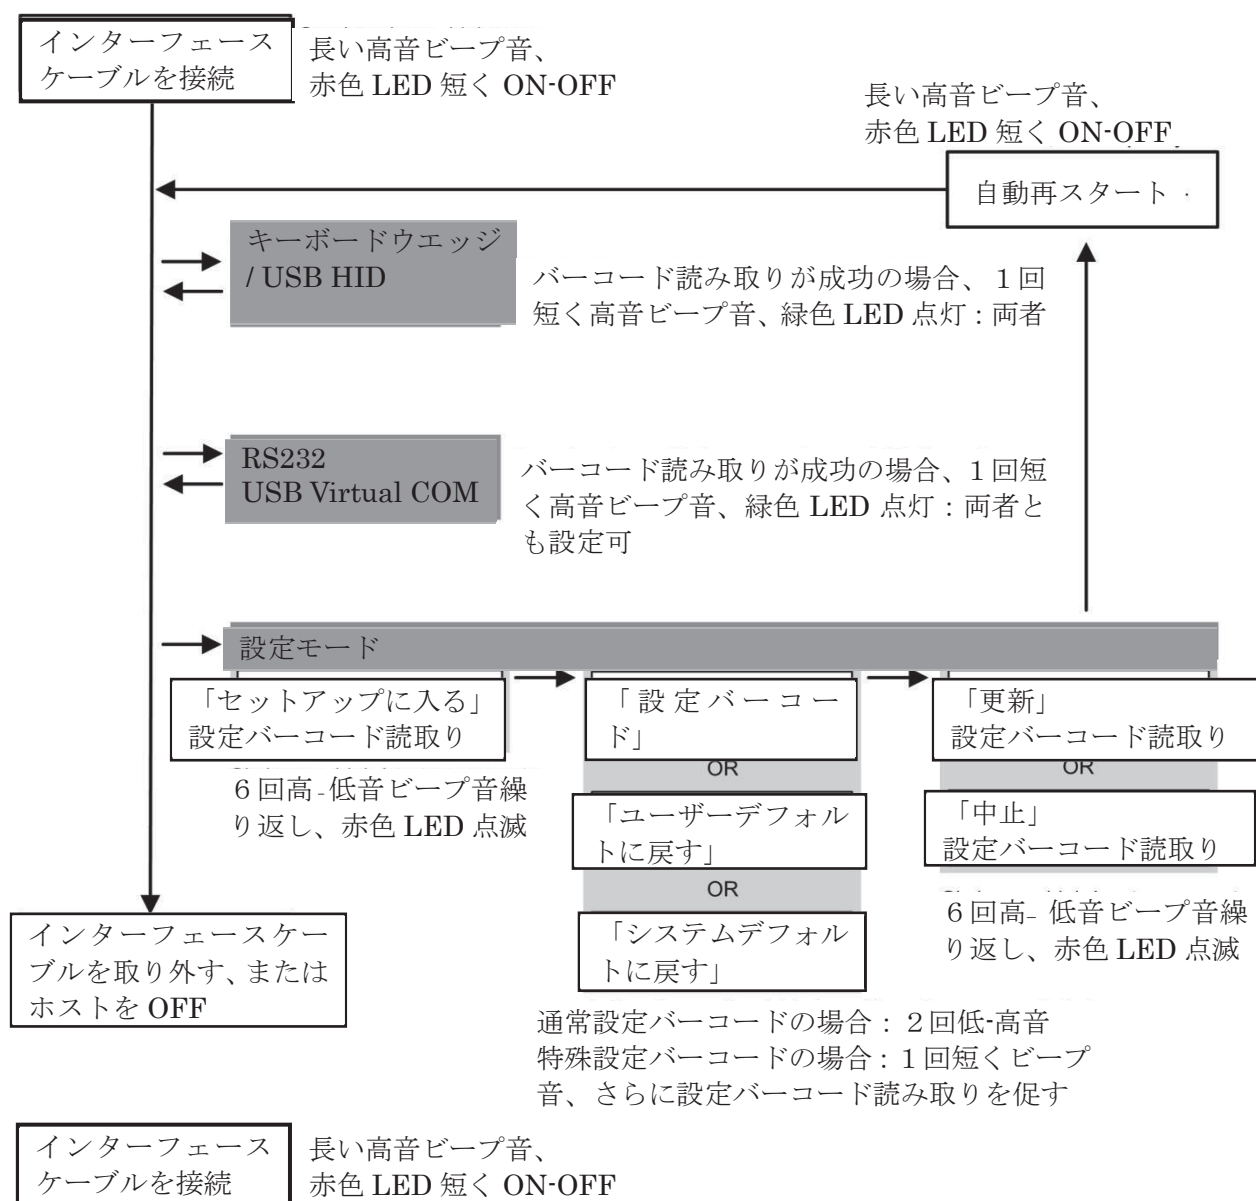 インターフェース
ケーブルを接続
長い高音ビープ音、
赤色 LED 短く ON-OFF
長い高音ビープ音、
赤色 LED 短く ON-OFF
自動再スタート
キーボードウエッジ
/ USB HID
バーコード読み取りが成功の場合、１回
短く高音ビープ音、緑色 LED 点灯：両者
RS232
USB Virtual COM
バーコード読み取りが成功の場合、１回短
く高音ビープ音、緑色 LED 点灯：両者と
も設定可
設定モード
「セットアップに入る」
設定バーコード読取り
６回高-低音ビープ音繰
り返し、赤色 LED 点滅
「設定バーコー
ド」
OR
「ユーザーデフォル
トに戻す」
OR
「システムデフォル
トに戻す」
通常設定バーコードの場合：２回低-高音
特殊設定バーコードの場合：１回短くビープ
音、さらに設定バーコード読み取りを促す
「更新」
設定バーコード読取り
OR
「中止」
設定バーコード読取り
６回高- 低音ビープ音繰
り返し、赤色 LED 点滅
インターフェースケー
ブルを取り外す、または
ホストを OFF
インターフェース
ケーブルを接続
長い高音ビープ音、
赤色 LED 短く ON-OFF